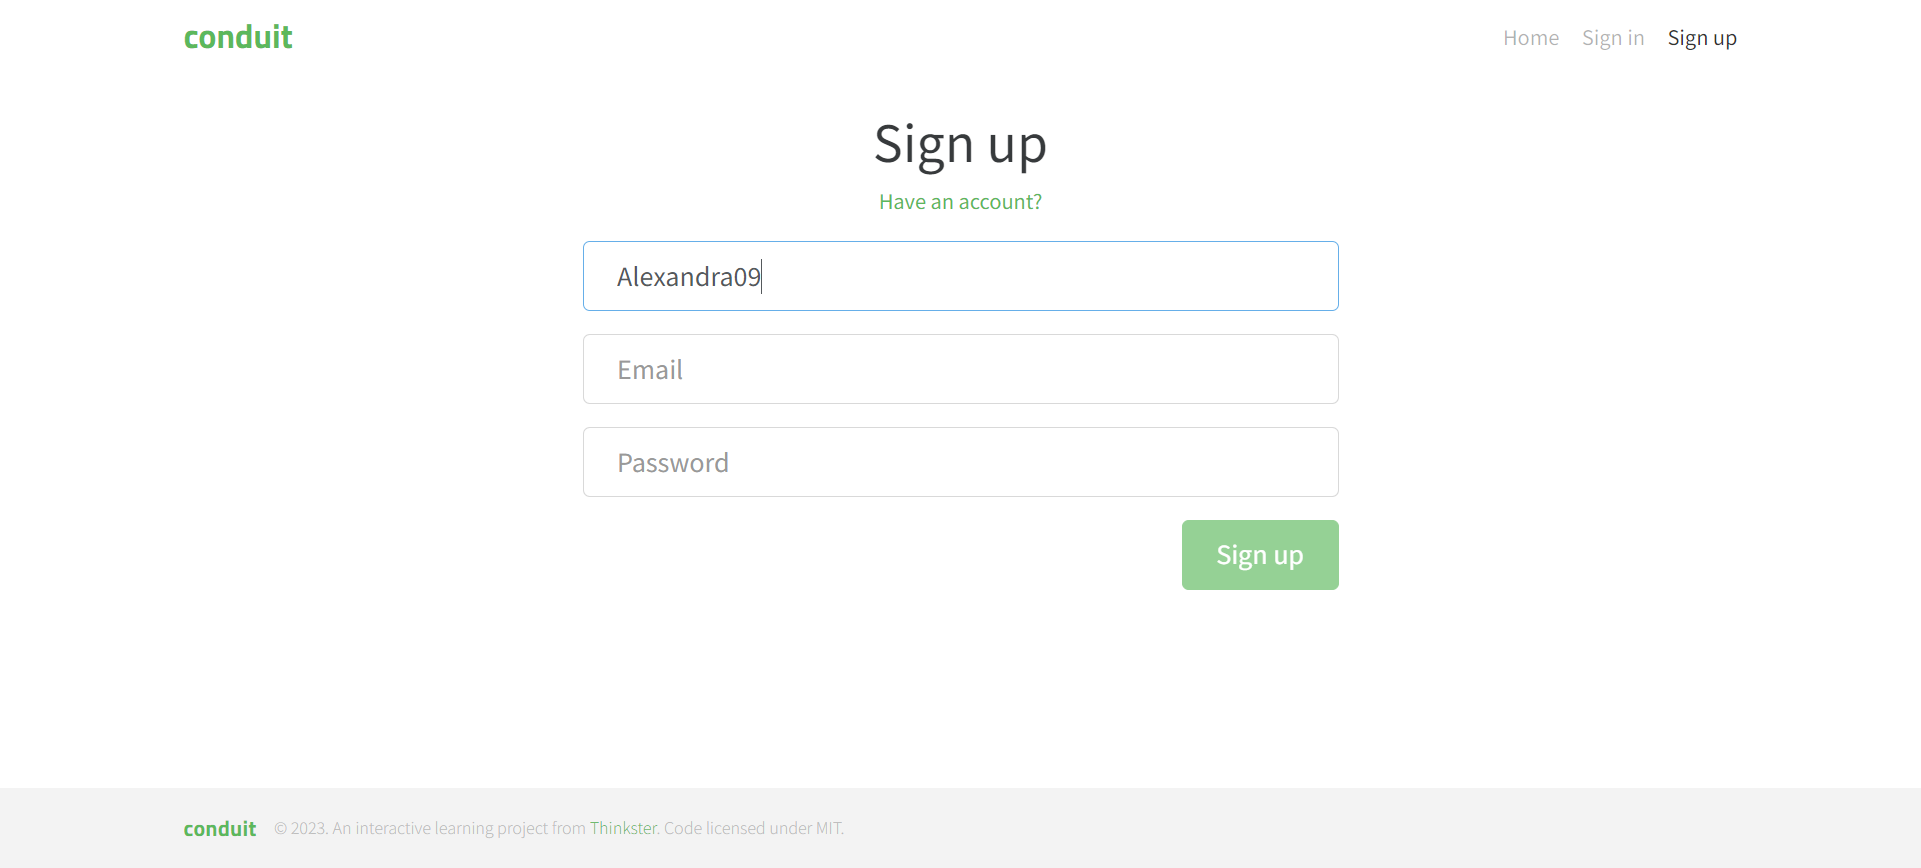 conduit
Home Sign in Sign up
Sign up
Have an account?
Alexandra09
Email
Password
Sign up
conduit © 2023. An interactive learning project from Thinkster. Code licensed under MIT.